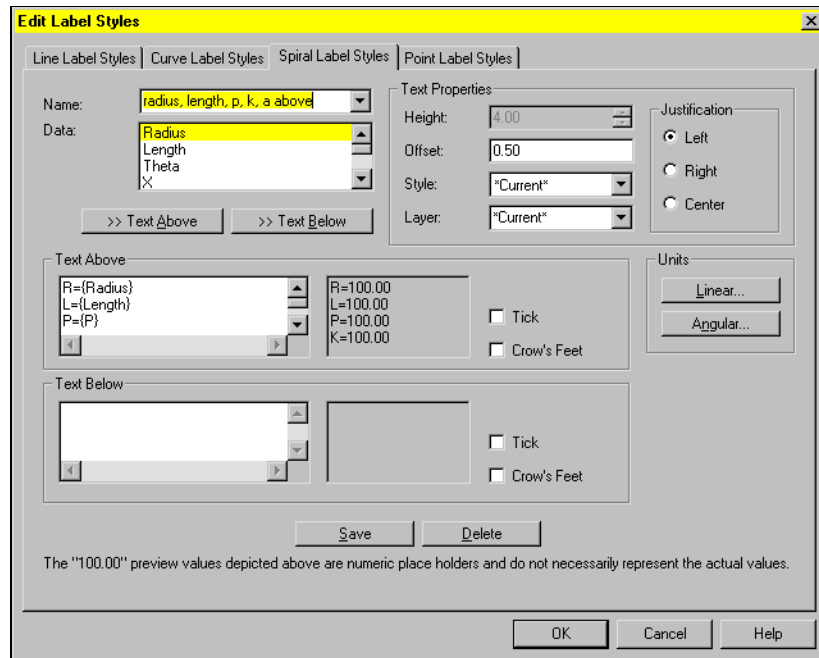 Edit Label Styles
Line Label Styles
Curve Label Styles
Spiral Label Styles
Point Label Styles
Name:
radius, length, p, k, a above
Data:
Radius
Length
Theta
X
>> Text Above
>> Text Below
Text Properties
Height:
4.00
Offset:
0.50
Style:
*Current*
Layer:
*Current*
Justification
Left
Right
Center
Text Above
R={Radius}
L={Length}
P={P}
R=100.00
L=100.00
P=100.00
K=100.00
Tick
Crow's Feet
Units
Linear...
Angular...
Text Below
Tick
Crow's Feet
Save
Delete
The "100.00" preview values depicted above are numeric place holders and do not necessarily represent the actual values.
OK
Cancel
Help